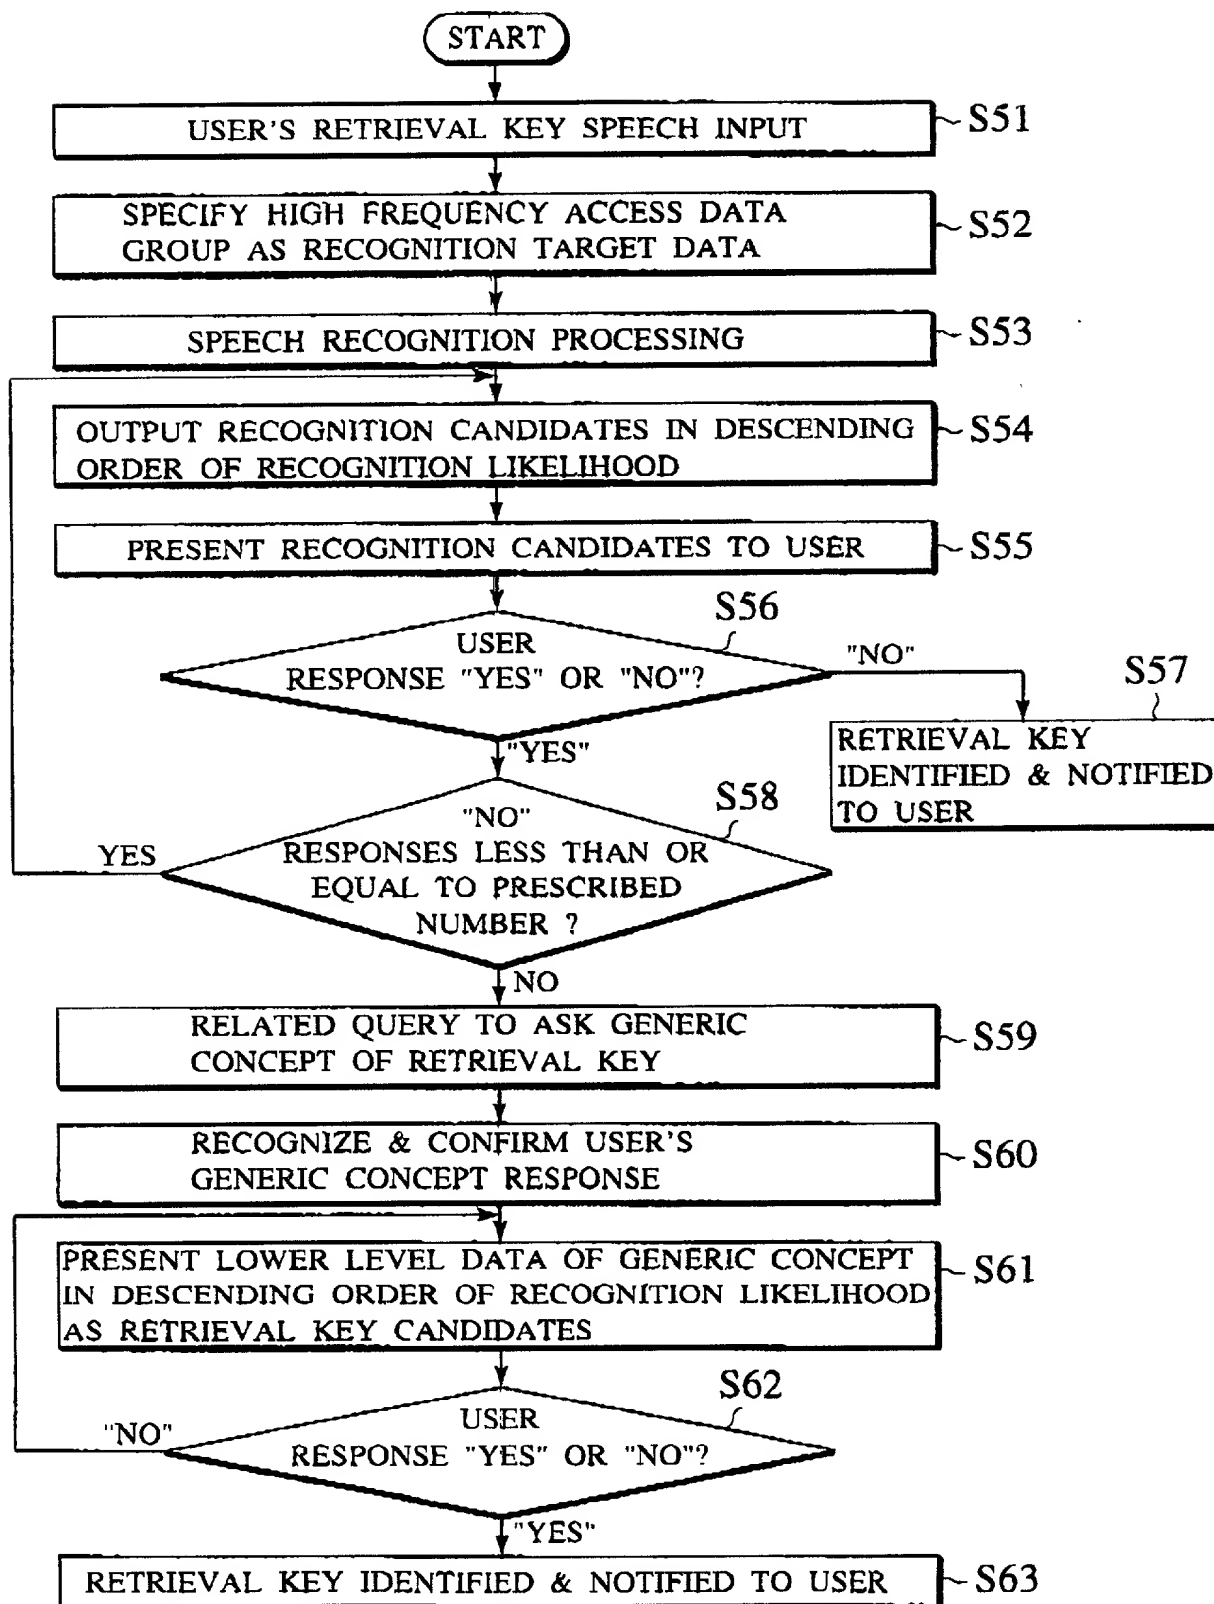 START
USER'S RETRIEVAL KEY SPEECH INPUT
S51
SPECIFY HIGH FREQUENCY ACCESS DATA
GROUP AS RECOGNITION TARGET DATA
S52
SPEECH RECOGNITION PROCESSING
S53
OUTPUT RECOGNITION CANDIDATES IN DESCENDING
ORDER OF RECOGNITION LIKELIHOOD
S54
PRESENT RECOGNITION CANDIDATES TO USER
S55
S56
USER
RESPONSE "YES" OR "NO"?
"NO"
S57
RETRIEVAL KEY
IDENTIFIED & NOTIFIED
TO USER
"YES"
S58
"NO"
RESPONSES LESS THAN OR
EQUAL TO PRESCRIBED
NUMBER ?
YES
NO
RELATED QUERY TO ASK GENERIC
CONCEPT OF RETRIEVAL KEY
S59
RECOGNIZE & CONFIRM USER'S
GENERIC CONCEPT RESPONSE
S60
PRESENT LOWER LEVEL DATA OF GENERIC CONCEPT
IN DESCENDING ORDER OF RECOGNITION LIKELIHOOD
AS RETRIEVAL KEY CANDIDATES
S61
S62
USER
RESPONSE "YES" OR "NO"?
"NO"
"YES"
RETRIEVAL KEY IDENTIFIED & NOTIFIED TO USER
S63